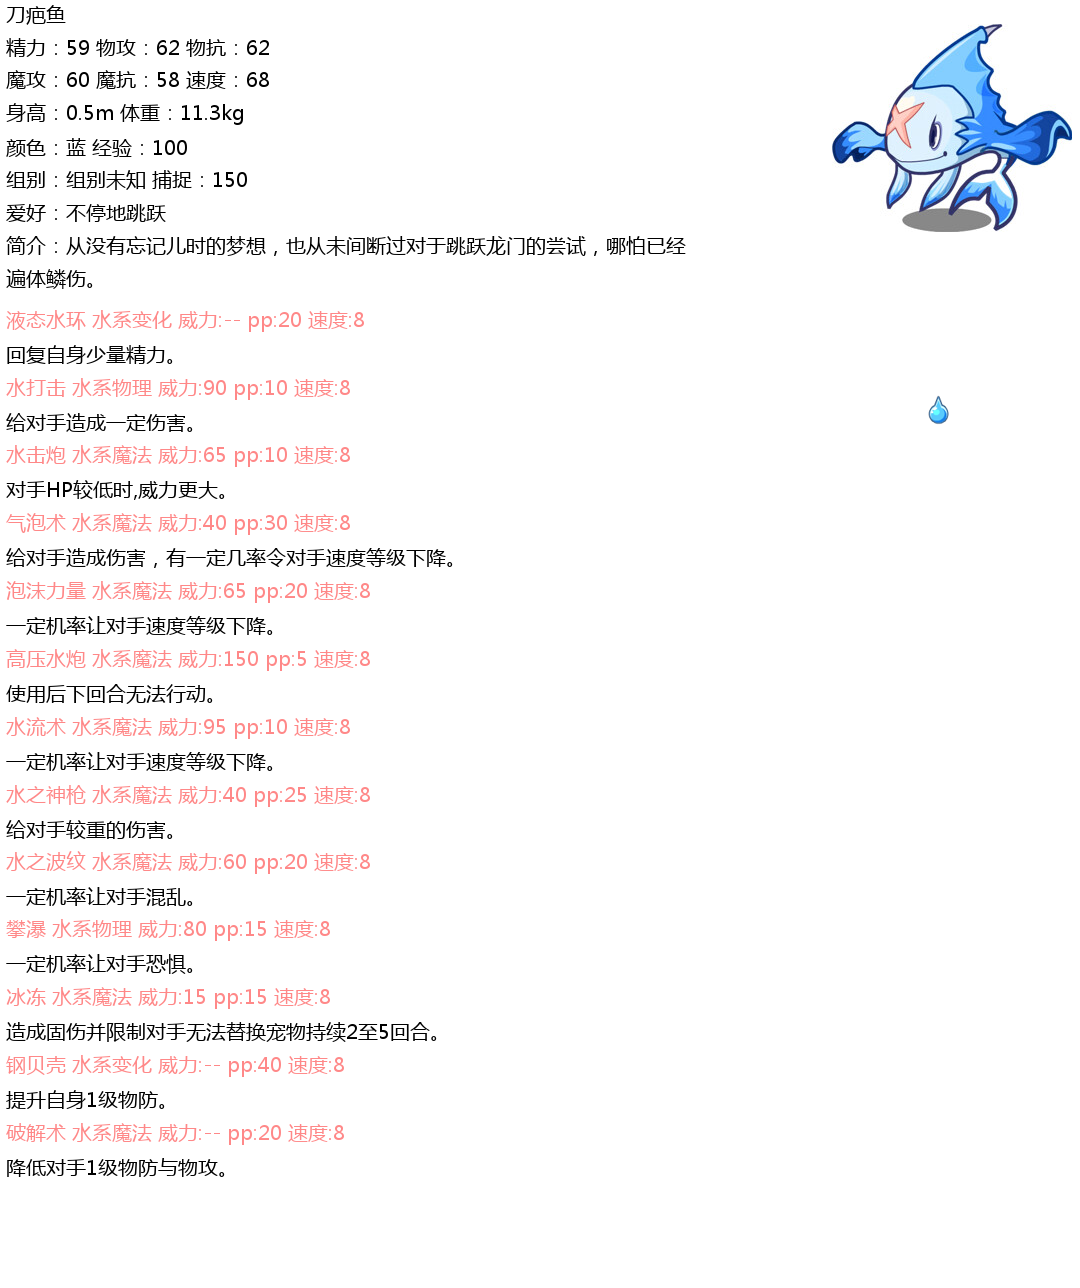 刀疤鱼
精力：59 物攻：62 物抗：62
魔攻：60 魔抗：58 速度：68
身高：0.5m 体重：11.3kg
颜色：蓝 经验：100
组别：组别未知 捕捉：150
爱好：不停地跳跃
简介：从没有忘记儿时的梦想，也从未间断过对于跳跃龙门的尝试，哪怕已经
遍体鳞伤。
液态水环 水系变化 威力:-- pp:20 速度:8
回复自身少量精力。
水打击 水系物理 威力:90 pp:10 速度:8
给对手造成一定伤害。
水击炮 水系魔法 威力:65 pp:10 速度:8
对手HP较低时,威力更大。
气泡术 水系魔法 威力:40 pp:30 速度:8
给对手造成伤害，有一定几率令对手速度等级下降。
泡沫力量 水系魔法 威力:65 pp:20 速度:8
一定机率让对手速度等级下降。
高压水炮 水系魔法 威力:150 pp:5 速度:8
使用后下回合无法行动。
水流术 水系魔法 威力:95 pp:10 速度:8
一定机率让对手速度等级下降。
水之神枪 水系魔法 威力:40 pp:25 速度:8
给对手较重的伤害。
水之波纹 水系魔法 威力:60 pp:20 速度:8
一定机率让对手混乱。
攀瀑 水系物理 威力:80 pp:15 速度:8
一定机率让对手恐惧。
冰冻 水系魔法 威力:15 pp:15 速度:8
造成固伤并限制对手无法替换宠物持续2至5回合。
钢贝壳 水系变化 威力:-- pp:40 速度:8
提升自身1级物防。
破解术 水系魔法 威力:-- pp:20 速度:8
降低对手1级物防与物攻。